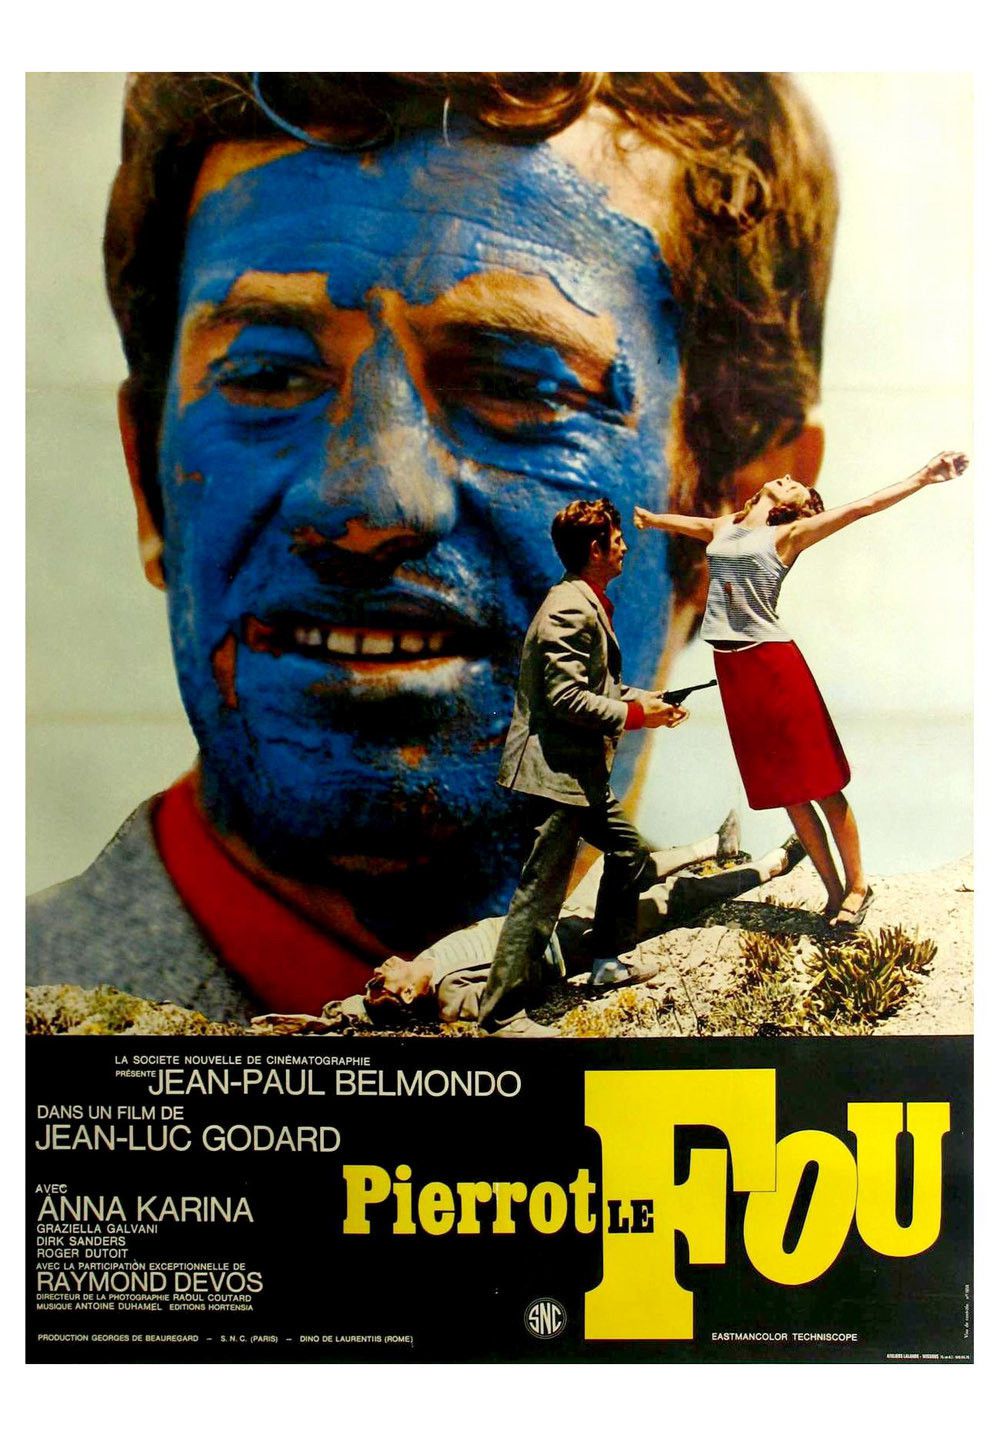 LA SOCIETE NOUVELLE DE CINÉMATOGRAPHIE
PRÉSENTE JEAN-PAUL BELMONDO
DANS UN FILM DE
JEAN-LUC GODARD
Pierrot LE FOU
AVEC
ANNA KARINA
GRAZIELLA GALVANI
DIRK SANDERS
ROGER DUTOIT
AVEC LA PARTICIPATION EXCEPTIONNELLE DE
RAYMOND DEVOS
DIRECTEUR DE LA PHOTOGRAPHIE RAOUL COUTARD
MUSIQUE ANTOINE DUHAMEL EDITIONS HORTENSIA
SNC
PRODUCTION GEORGES DE BEAUREGARD – S. N. C. (PARIS) – DINO DE LAURENTIIS (ROME)
EASTMANCOLOR TECHNISCOPE
ATELIERS LALANDE